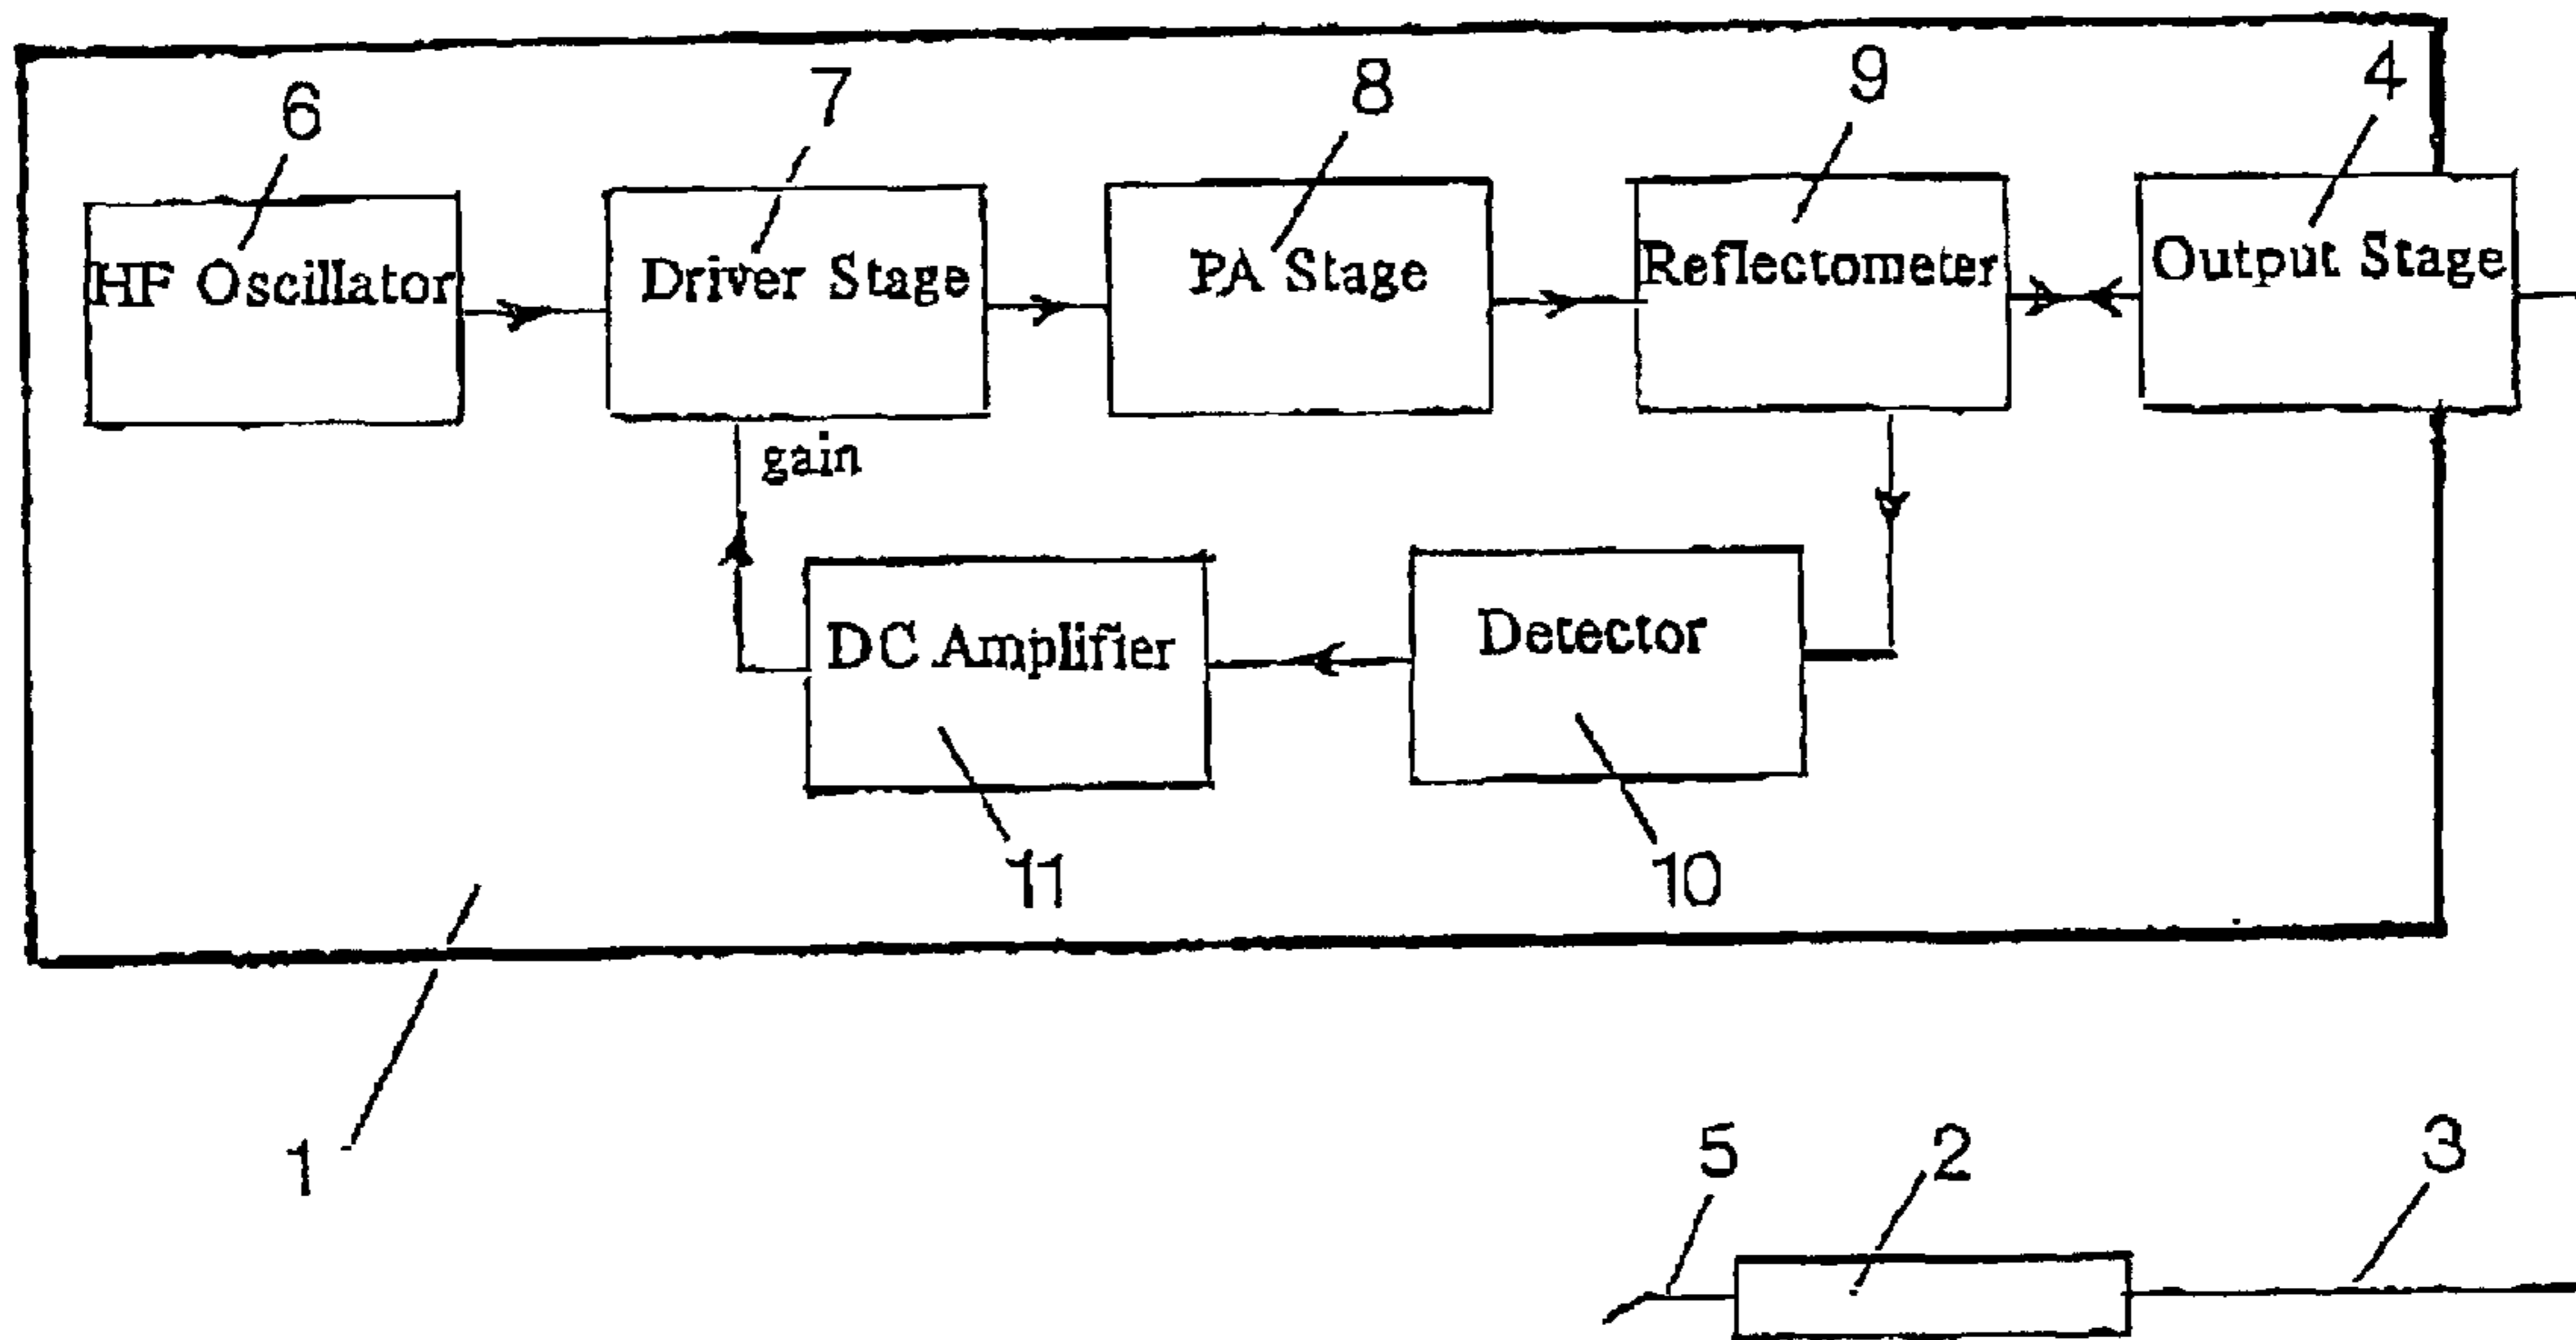 6
7
8
9
4
HF Oscillator
Driver Stage
PA Stage
Reflectometer
Output Stage
gain
DC Amplifier
Detector
11
10
1
5
2
3